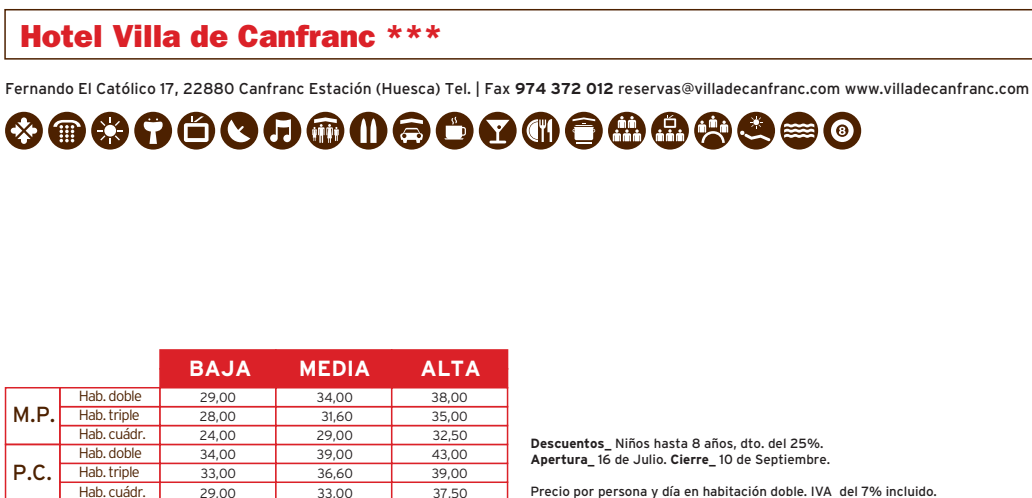 Hotel Villa de Canfranc ***
Fernando El Católico 17, 22880 Canfranc Estación (Huesca) Tel. | Fax 974 372 012 reservas@villadecanfranc.com www.villadecanfranc.com
8
BAJA MEDIA ALTA
M.P.
Hab. doble 29,00 34,00 38,00
Hab. triple 28,00 31,60 35,00
Hab. cuádr. 24,00 29,00 32,50
P.C.
Hab. doble 34,00 39,00 43,00
Hab. triple 33,00 36,60 39,00
Hab. cuádr. 29,00 33,00 37,50
Descuentos_ Niños hasta 8 años, dto. del 25%.
Apertura_ 16 de Julio. Cierre_ 10 de Septiembre.
Precio por persona y día en habitación doble. IVA del 7% incluido.